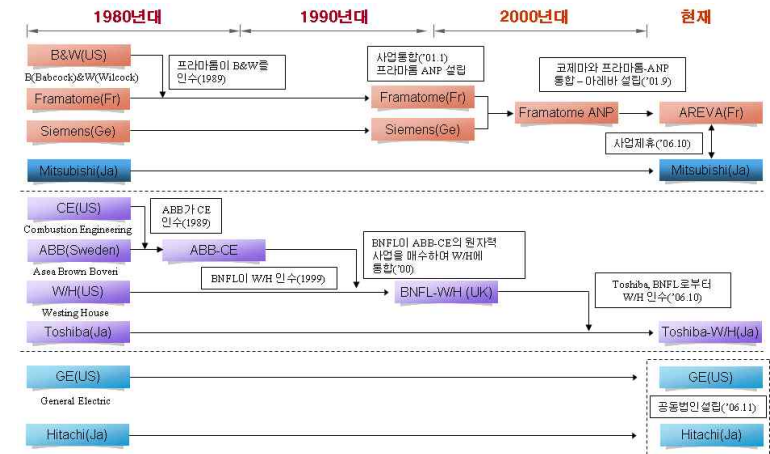 1980년대 1990년대 2000년대 현재
B&W(US)
B(Babcock)&W(Wilcock)
프라마톰이 B&W를
인수(1989)
사업통합('01.1)
프라마톰 ANP 설립
코제마와 프라마톰-ANP
통합 – 아레바 설립('01.9)
Framatome(Fr)
Framatome(Fr)
Framatome ANP
AREVA(Fr)
Siemens(Ge)
Siemens(Ge)
사업제휴('06.10)
Mitsubishi(Ja)
Mitsubishi(Ja)
CE(US)
Combustion Engineering
ABB가 CE
인수(1989)
ABB(Sweden)
Asea Brown Boveri
ABB-CE
BNFL이 ABB-CE의 원자력
사업을 매수하여 W/H에
통합('00)
BNFL이 W/H 인수(1999)
W/H(US)
Westing House
BNFL-W/H (UK)
Toshiba, BNFL로부터
W/H 인수('06.10)
Toshiba(Ja)
Toshiba-W/H(Ja)
GE(US)
General Electric
GE(US)
공동법인설립('06.11)
Hitachi(Ja)
Hitachi(Ja)